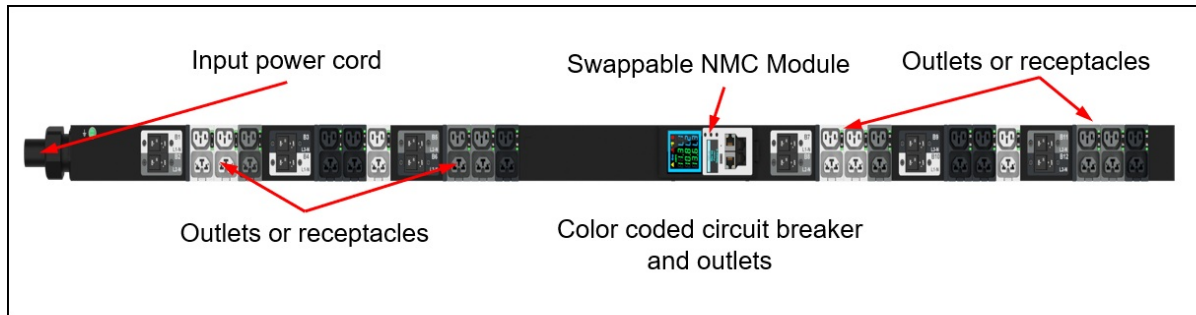 Input power cord
Swappable NMC Module
Outlets or receptacles
Outlets or receptacles
Color coded circuit breaker
and outlets